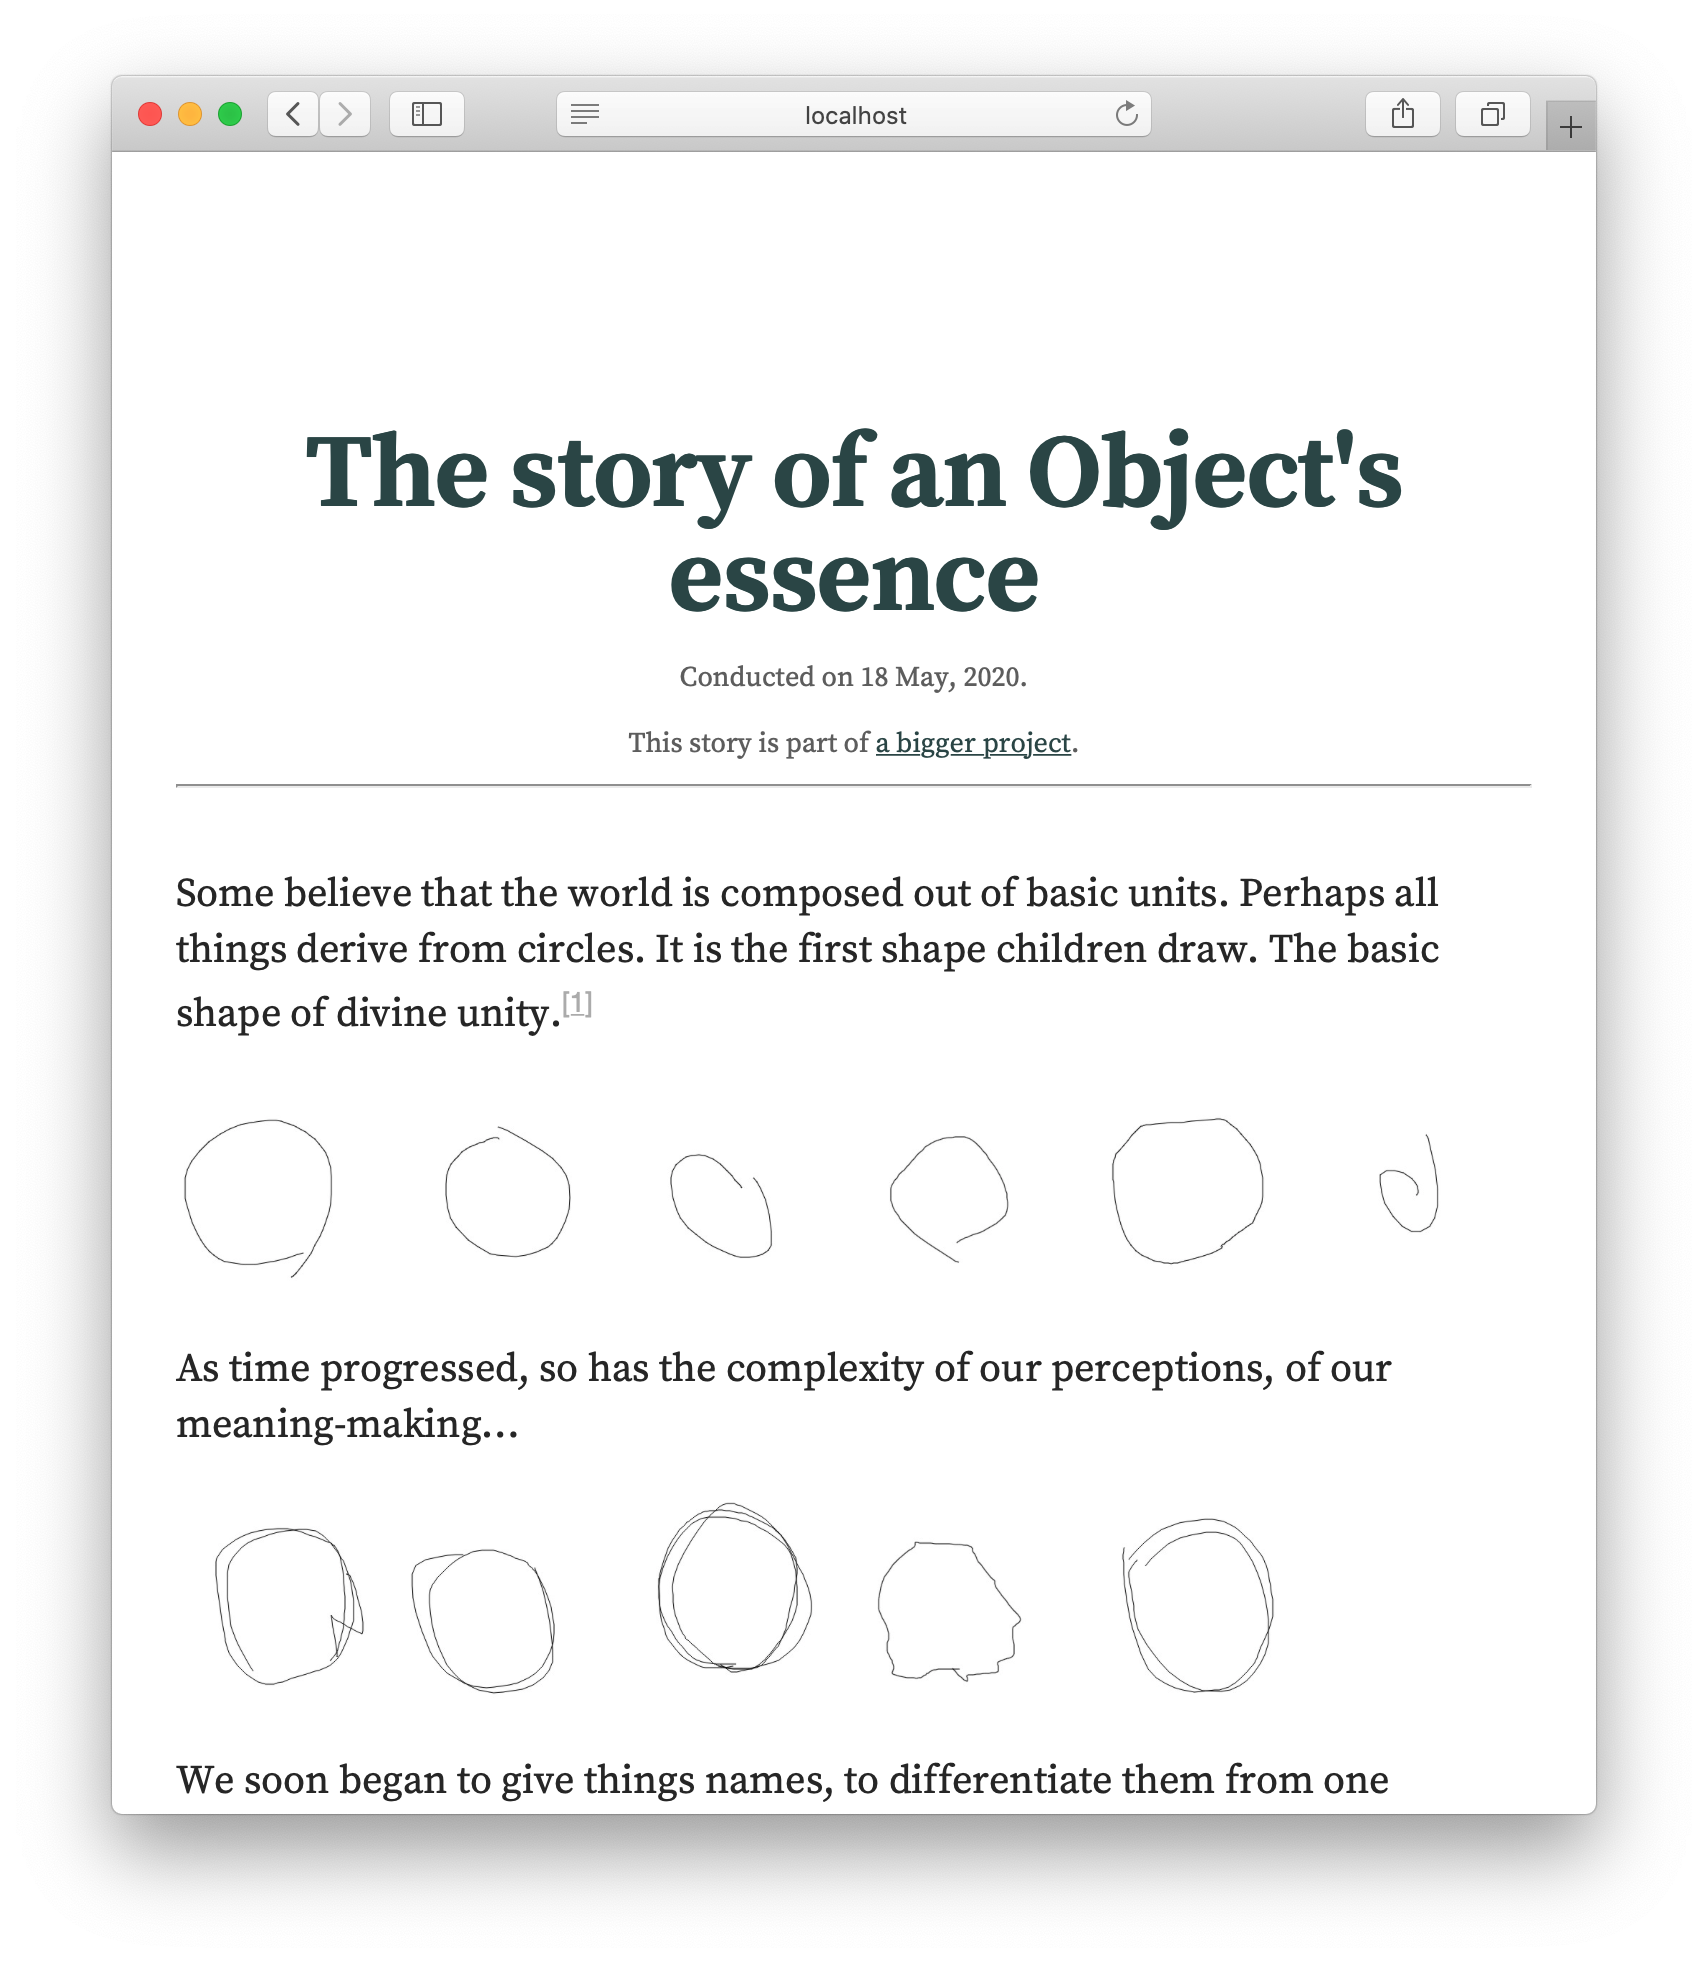 localhost
The story of an Object's
essence
Conducted on 18 May, 2020.
This story is part of a bigger project.
Some believe that the world is composed out of basic units. Perhaps all
things derive from circles. It is the first shape children draw. The basic
shape of divine unity.[1]
As time progressed, so has the complexity of our perceptions, of our
meaning-making…
We soon began to give things names, to differentiate them from one